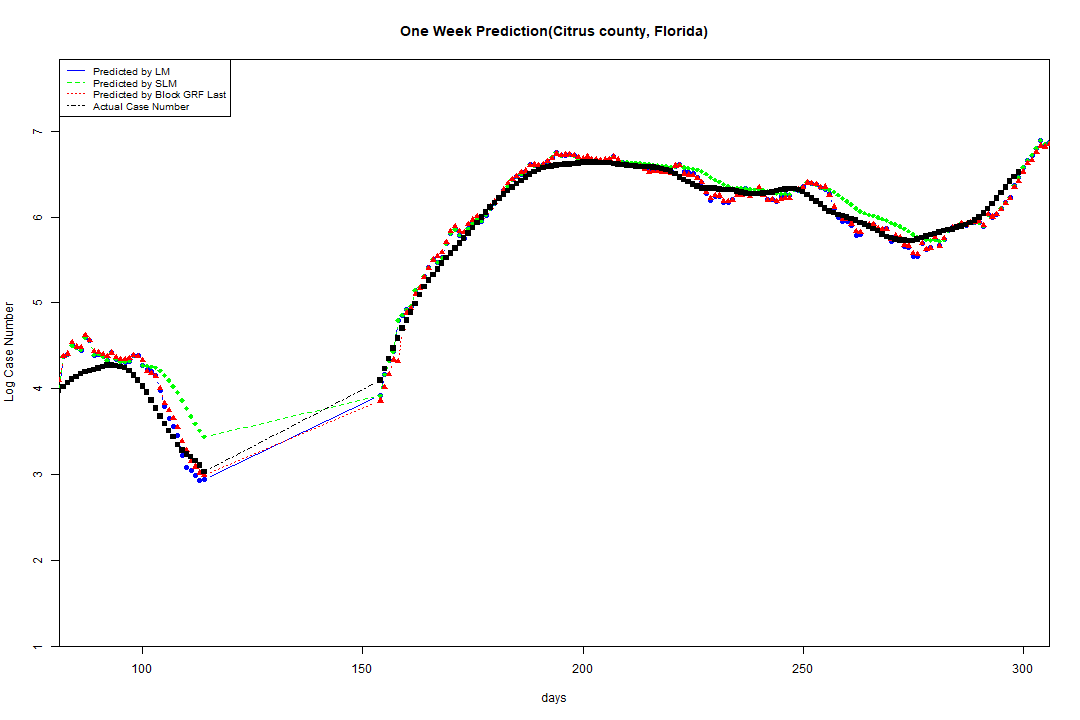 One Week Prediction(Citrus county, Florida)
Predicted by LM
Predicted by SLM
Predicted by Block GRF Last
Actual Case Number
Log Case Number
7
6
5
4
3
2
1
100 150 200 250 300
days